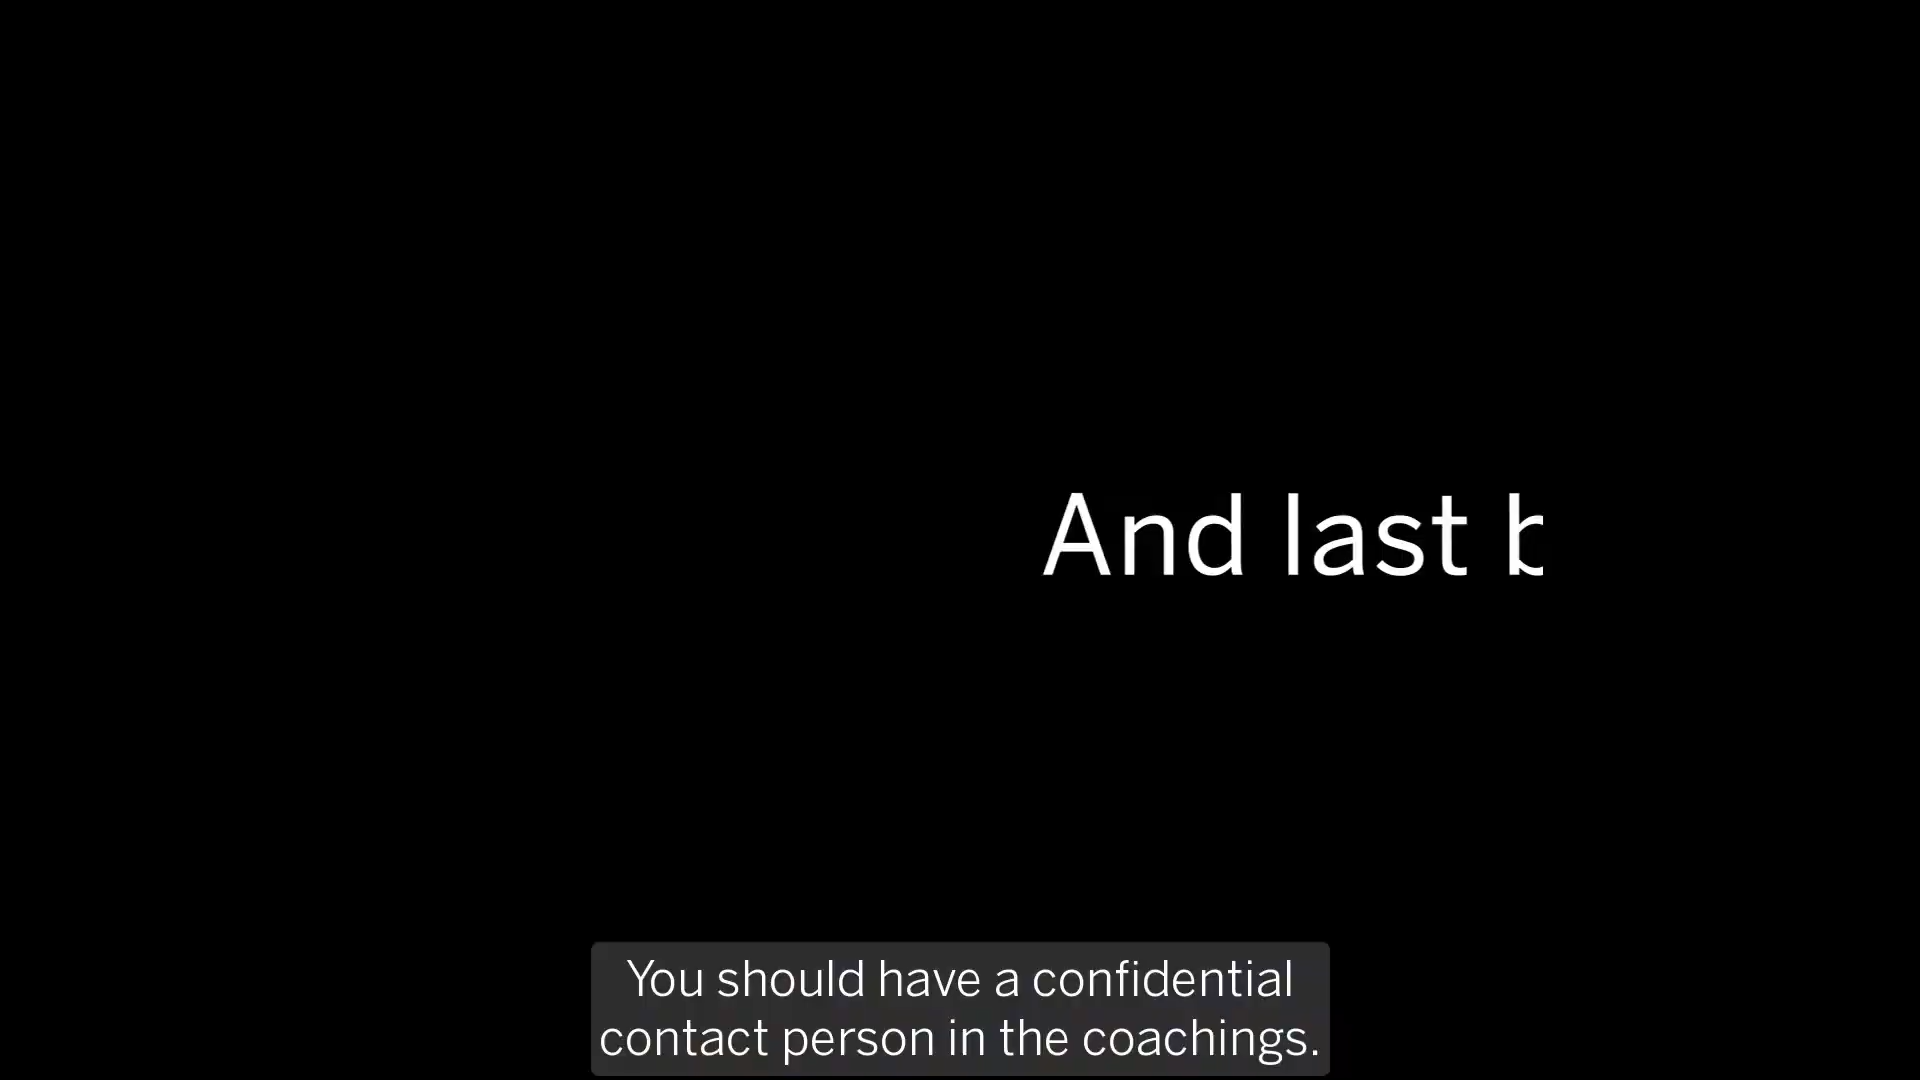 And last b
You should have a confidential
contact person in the coachings.